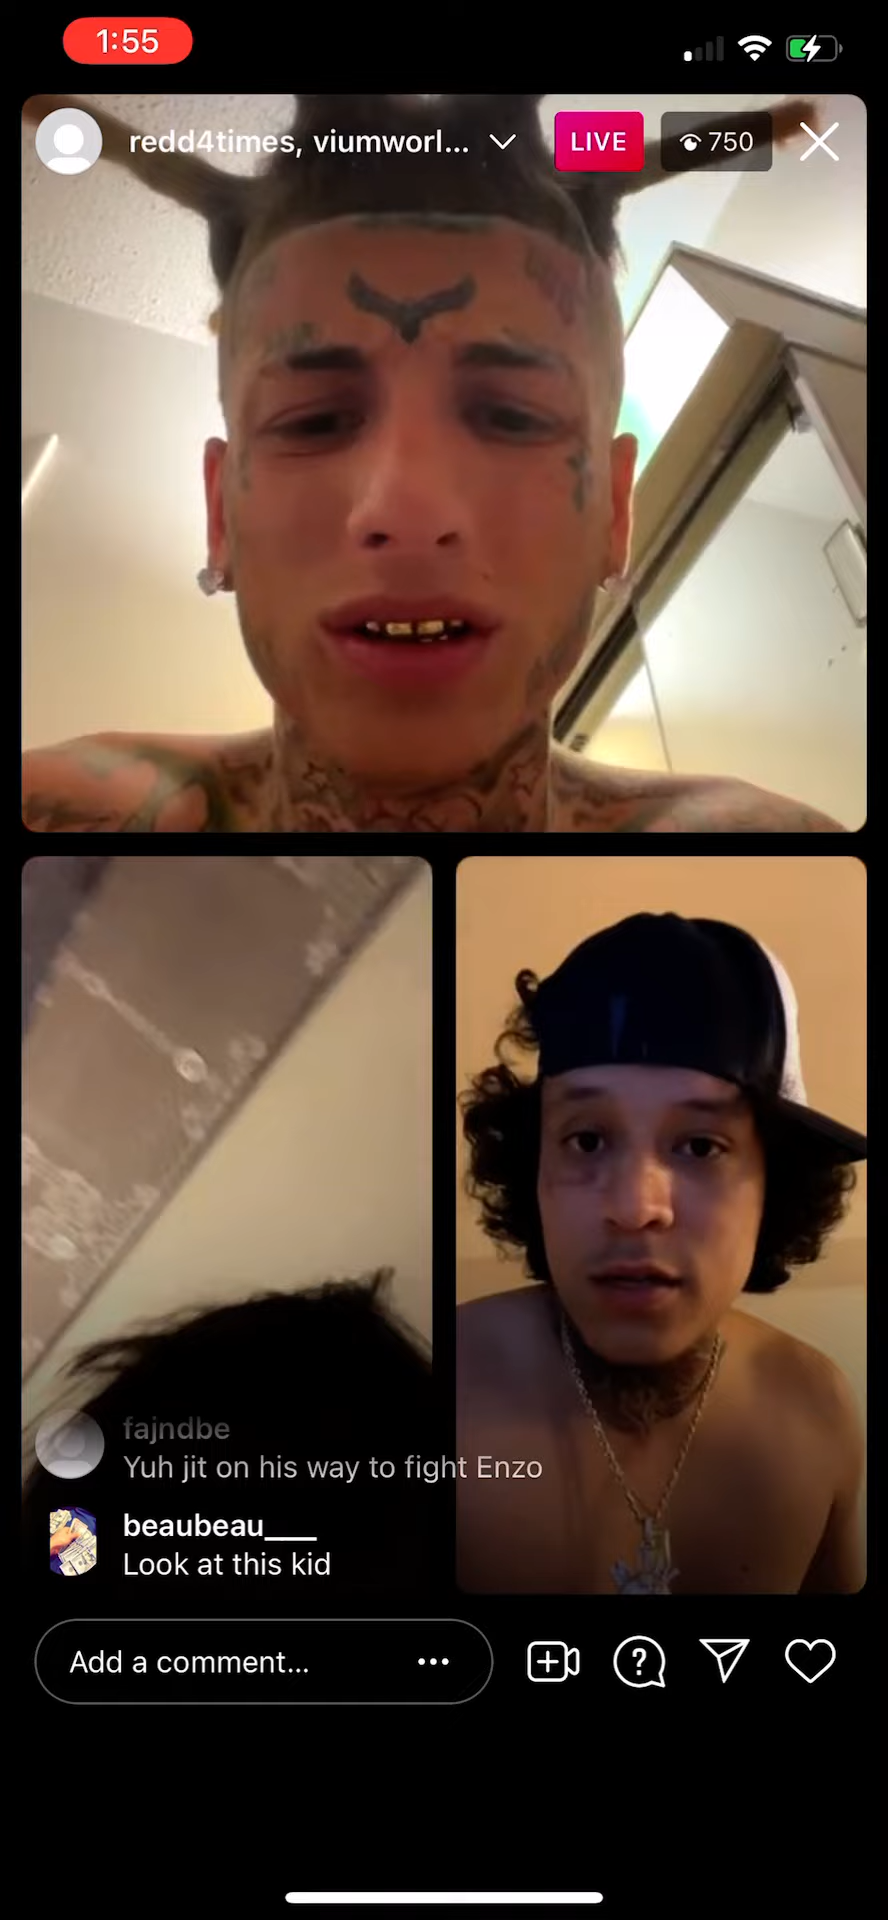 1:55
redd4times, viumworl...
LIVE
750
fajndbe
Yuh jit on his way to fight Enzo
beaubeau___
Look at this kid
Add a comment...